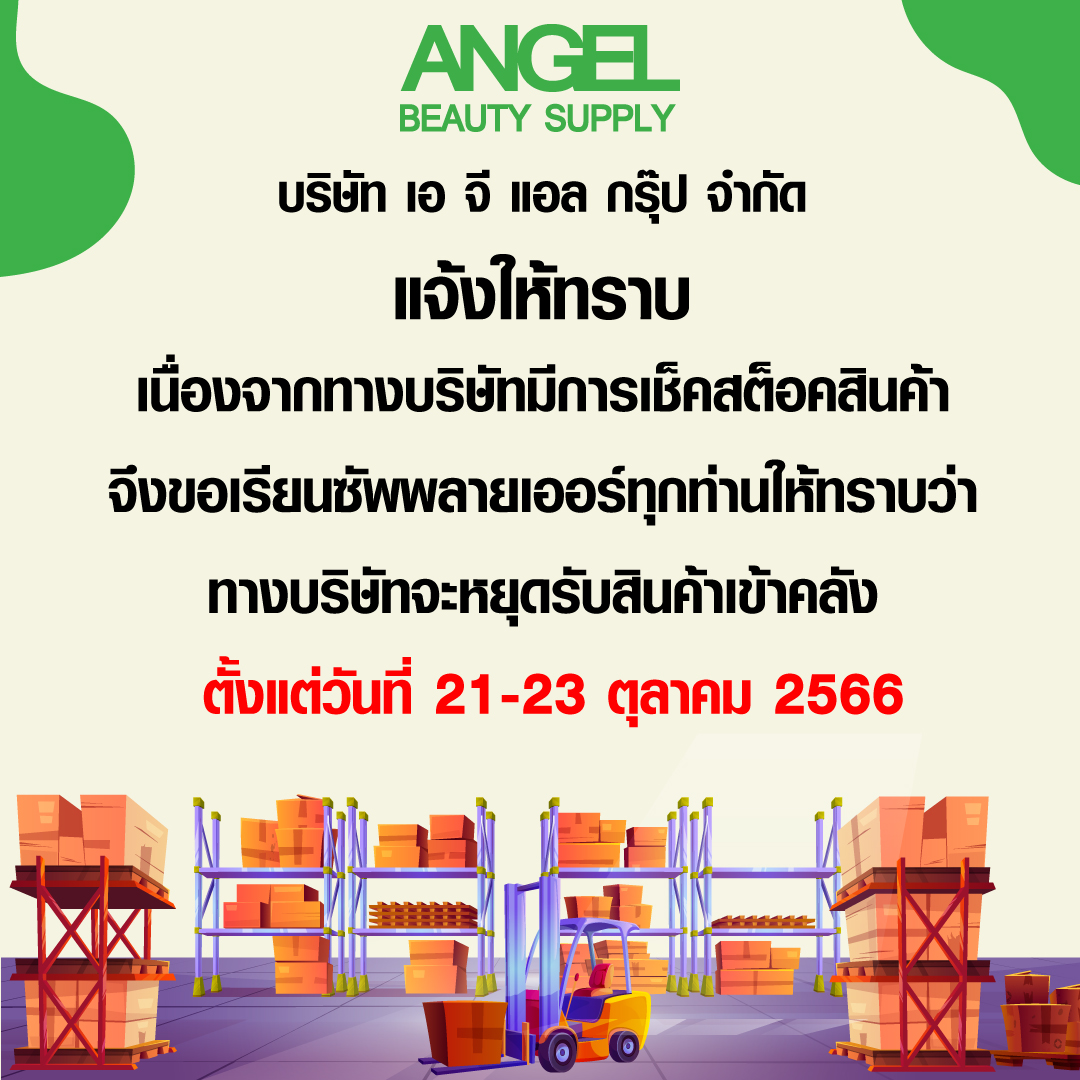 ANGEL
BEAUTY SUPPLY
บริษัท เอ จี แอล กรุ๊ป จำกัด
แจ้งให้ทราบ
เนื่องจากทางบริษัทมีการเช็คสต็อคสินค้า
จึงขอเรียนซัพพลายเออร์ทุกท่านให้ทราบว่า
ทางบริษัทจะหยุดรับสินค้าเข้าคลัง
ตั้งแต่วันที่ 21-23 ตุลาคม 2566